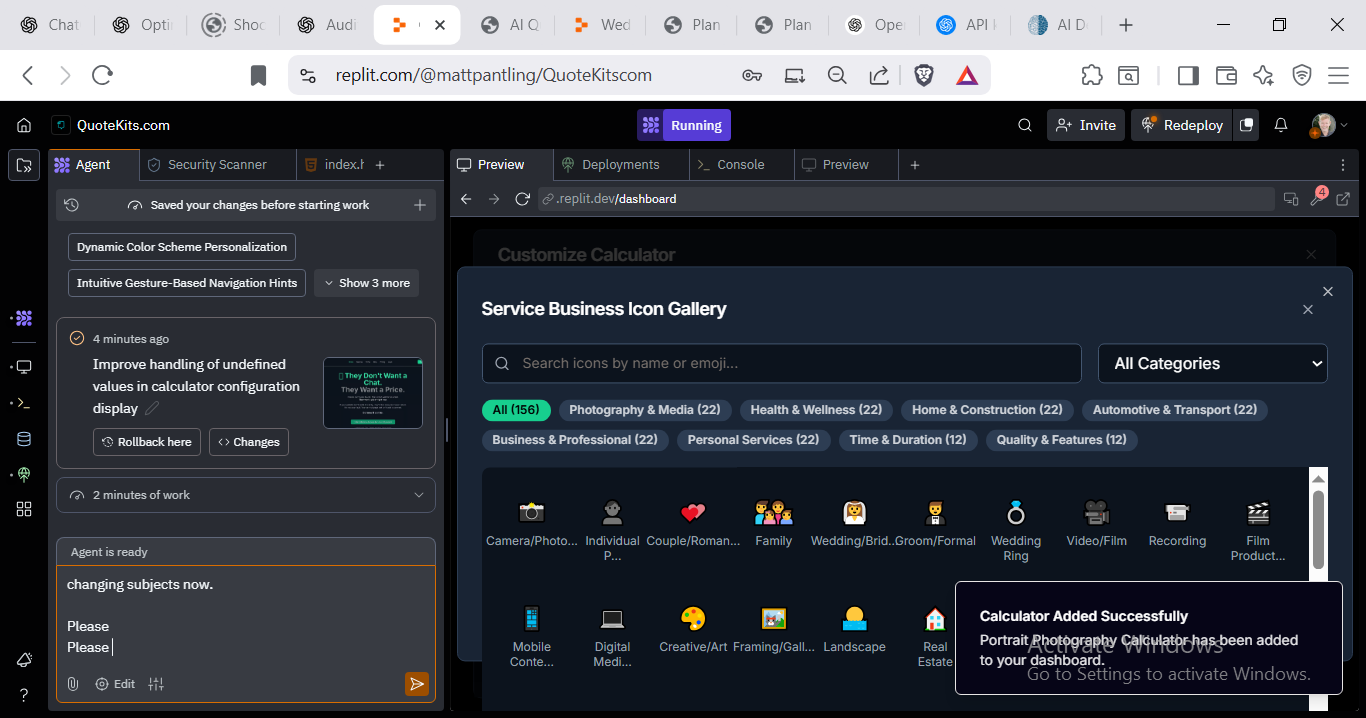 Chat
Opti
Shoc
Audi
AI Q
Wed
Plan
Plan
Ope
API k
AI D
replit.com/@mattpantling/QuoteKitscom
QuoteKits.com
Running
Invite
Redeploy
Agent
Security Scanner
index.h
Preview
Deployments
Console
Preview
Saved your changes before starting work
.replit.dev/dashboard
4
Dynamic Color Scheme Personalization
Intuitive Gesture-Based Navigation Hints
Show 3 more
4 minutes ago
Improve handling of undefined
values in calculator configuration
display
They Don't Want a
Chat.
They Want a Price.
Rollback here
Changes
2 minutes of work
Agent is ready
changing subjects now.
Please
Please
Edit
Customize Calculator
Service Business Icon Gallery
Search icons by name or emoji...
All Categories
All (156)
Photography & Media (22)
Health & Wellness (22)
Home & Construction (22)
Automotive & Transport (22)
Business & Professional (22)
Personal Services (22)
Time & Duration (12)
Quality & Features (12)
Camera/Photo...
Individual
P...
Couple/Roman...
Family
Wedding/Brid...
Groom/Formal
Wedding
Ring
Video/Film
Recording
Film
Product...
Mobile
Conte...
Digital
Medi...
Creative/Art
Framing/Gall...
Landscape
Real
Estate
Calculator Added Successfully
Portrait Photography Calculator has been added
to your dashboard.
Activate Windows
Go to Settings to activate Windows.